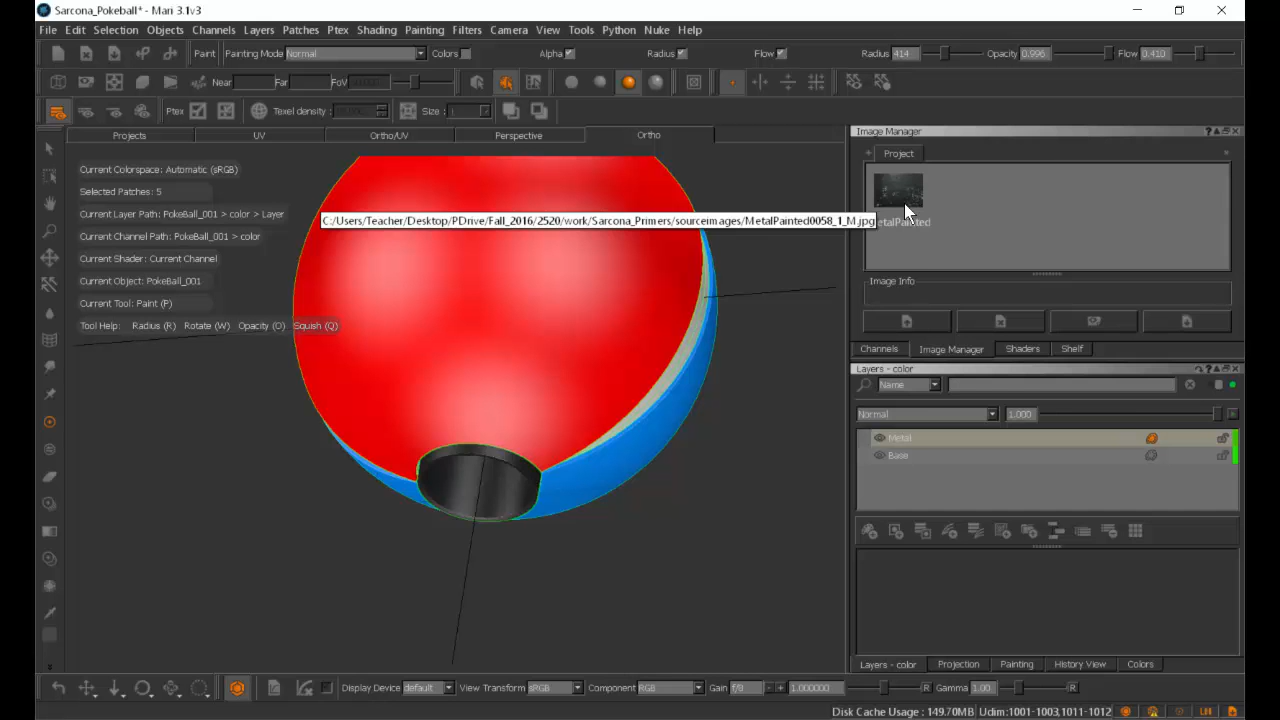 Sarcona_Pokeball* - Mari 3.1v3
File Edit Selection Objects Channels Layers Patches Ptex Shading Painting Filters Camera View Tools Python Nuke Help
Paint Painting Mode Normal Colors Alpha Radius Flow Radius 414 Opacity 0.996 Flow 0.410
Near Far FoV
Ptex Texel density: Size :
Projects UV Ortho/UV Perspective Ortho
Current Colorspace: Automatic (sRGB)
Selected Patches: 5
Current Layer Path: PokeBall_001 > color > Layer
Current Channel Path: PokeBall_001 > color
Current Shader: Current Channel
Current Object: PokeBall_001
Current Tool: Paint (P)
Tool Help: Radius (R) Rotate (W) Opacity (O) Squish (Q)
C:/Users/Teacher/Desktop/PDrive/Fall_2016/2520/work/Sarcona_Primers/sourceimages/MetalPainted0058_1_M.jpg
Image Manager
Project
etalPainted
Image Info
Channels Image Manager Shaders Shelf
Layers - color
Name
Normal 1.000
Metal
Base
Layers - color Projection Painting History View Colors
Display Device default View Transform sRGB Component RGB Gain f/8 1.000000 R Gamma 1.00 R
Disk Cache Usage : 149.70MB Udim:1001-1003,1011-1012